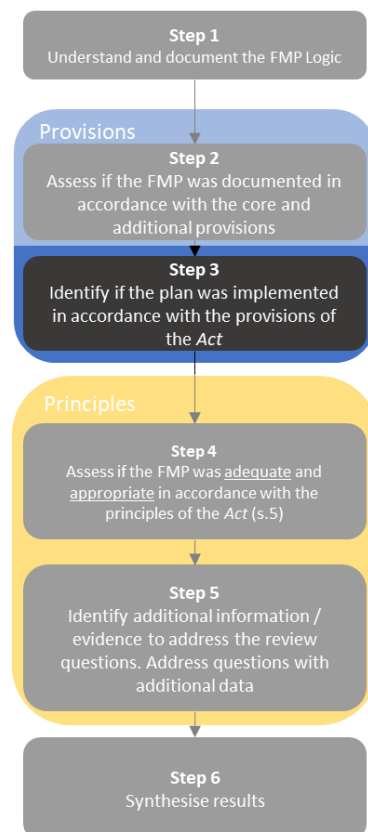 Step 1
Understand and document the FMP Logic
Provisions
Step 2
Assess if the FMP was documented in
accordance with the core and
additional provisions
Step 3
Identify if the plan was implemented
in accordance with the provisions of
the Act
Principles
Step 4
Assess if the FMP was adequate and
appropriate in accordance with the
principles of the Act (s.5)
Step 5
Identify additional information /
evidence to address the review
questions. Address questions with
additional data
Step 6
Synthesise results